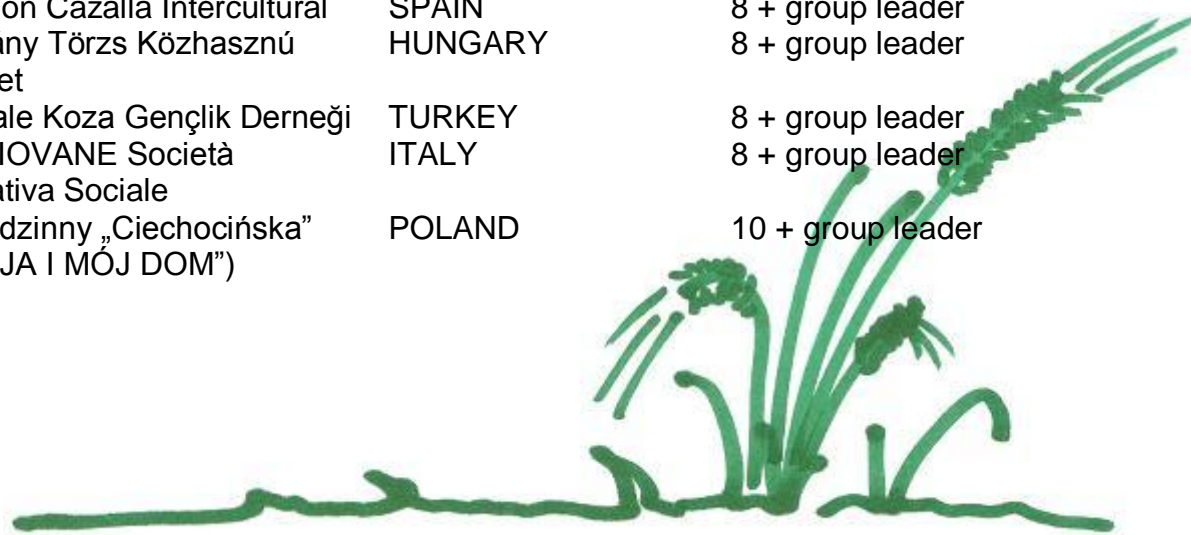 on Cazalla Intercultural SPAIN 8 + group leader
ány Törzs Közhasznú HUNGARY 8 + group leader
et
ale Koza Gençlik Derneği TURKEY 8 + group leader
IOVANE Società ITALY 8 + group leader
ativa Sociale
dzinny „Ciechocińska” POLAND 10 + group leader
JA I MÓJ DOM”)